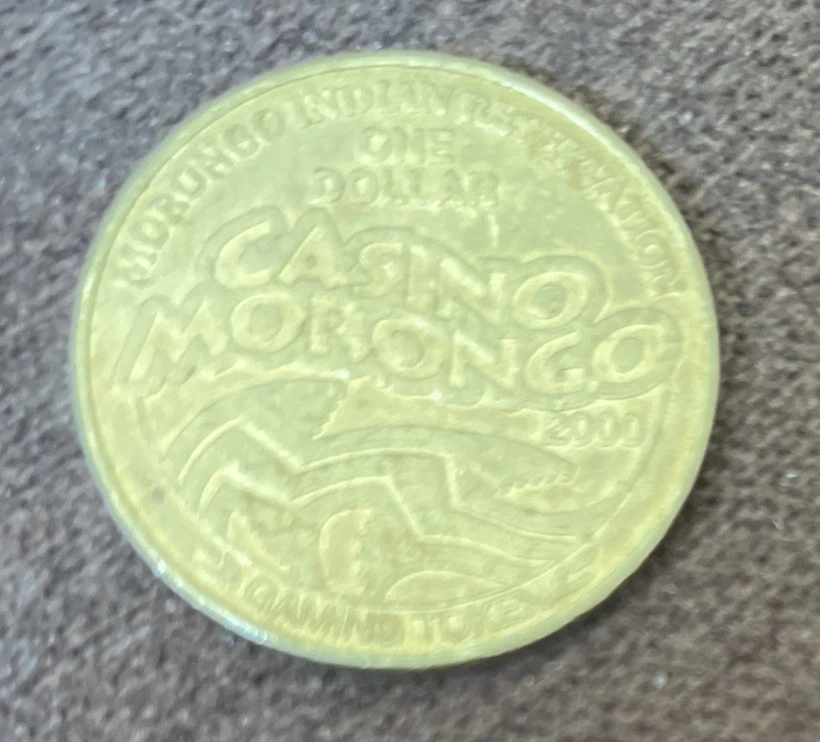 MORONGO INDIAN RESERVATION
ONE
DOLLAR
CASINO
MORONGO
2000
GAMING TOKEN